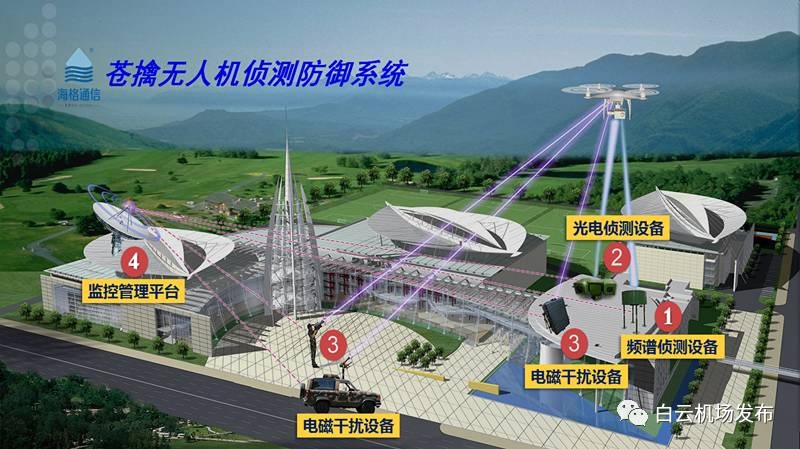 苍擒无人机侦测防御系统
海格通信
光电侦测设备
2
4
监控管理平台
3
3
1
频谱侦测设备
电磁干扰设备
电磁干扰设备
白云机场发布